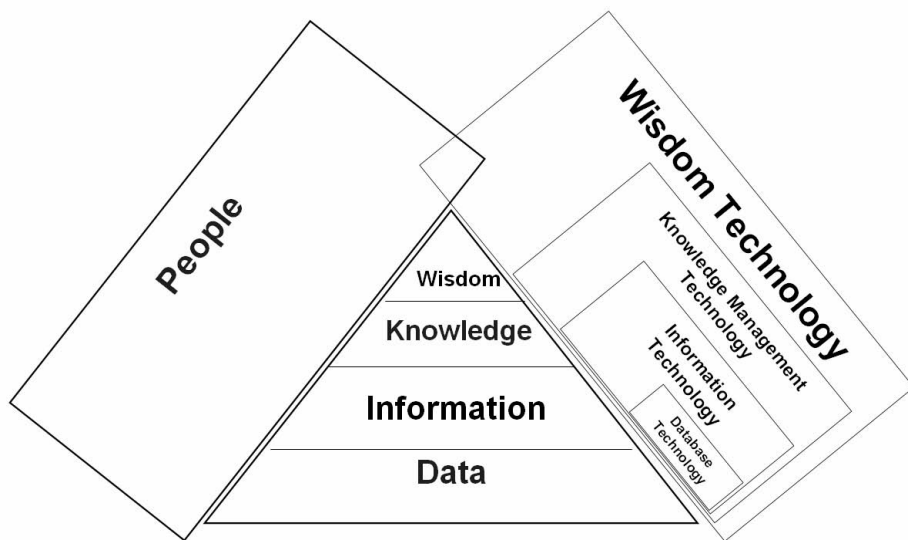 People
Wisdom
Knowledge
Information
Data
Wisdom Technology
Knowledge Management
Technology
Information
Technology
Database
Technology